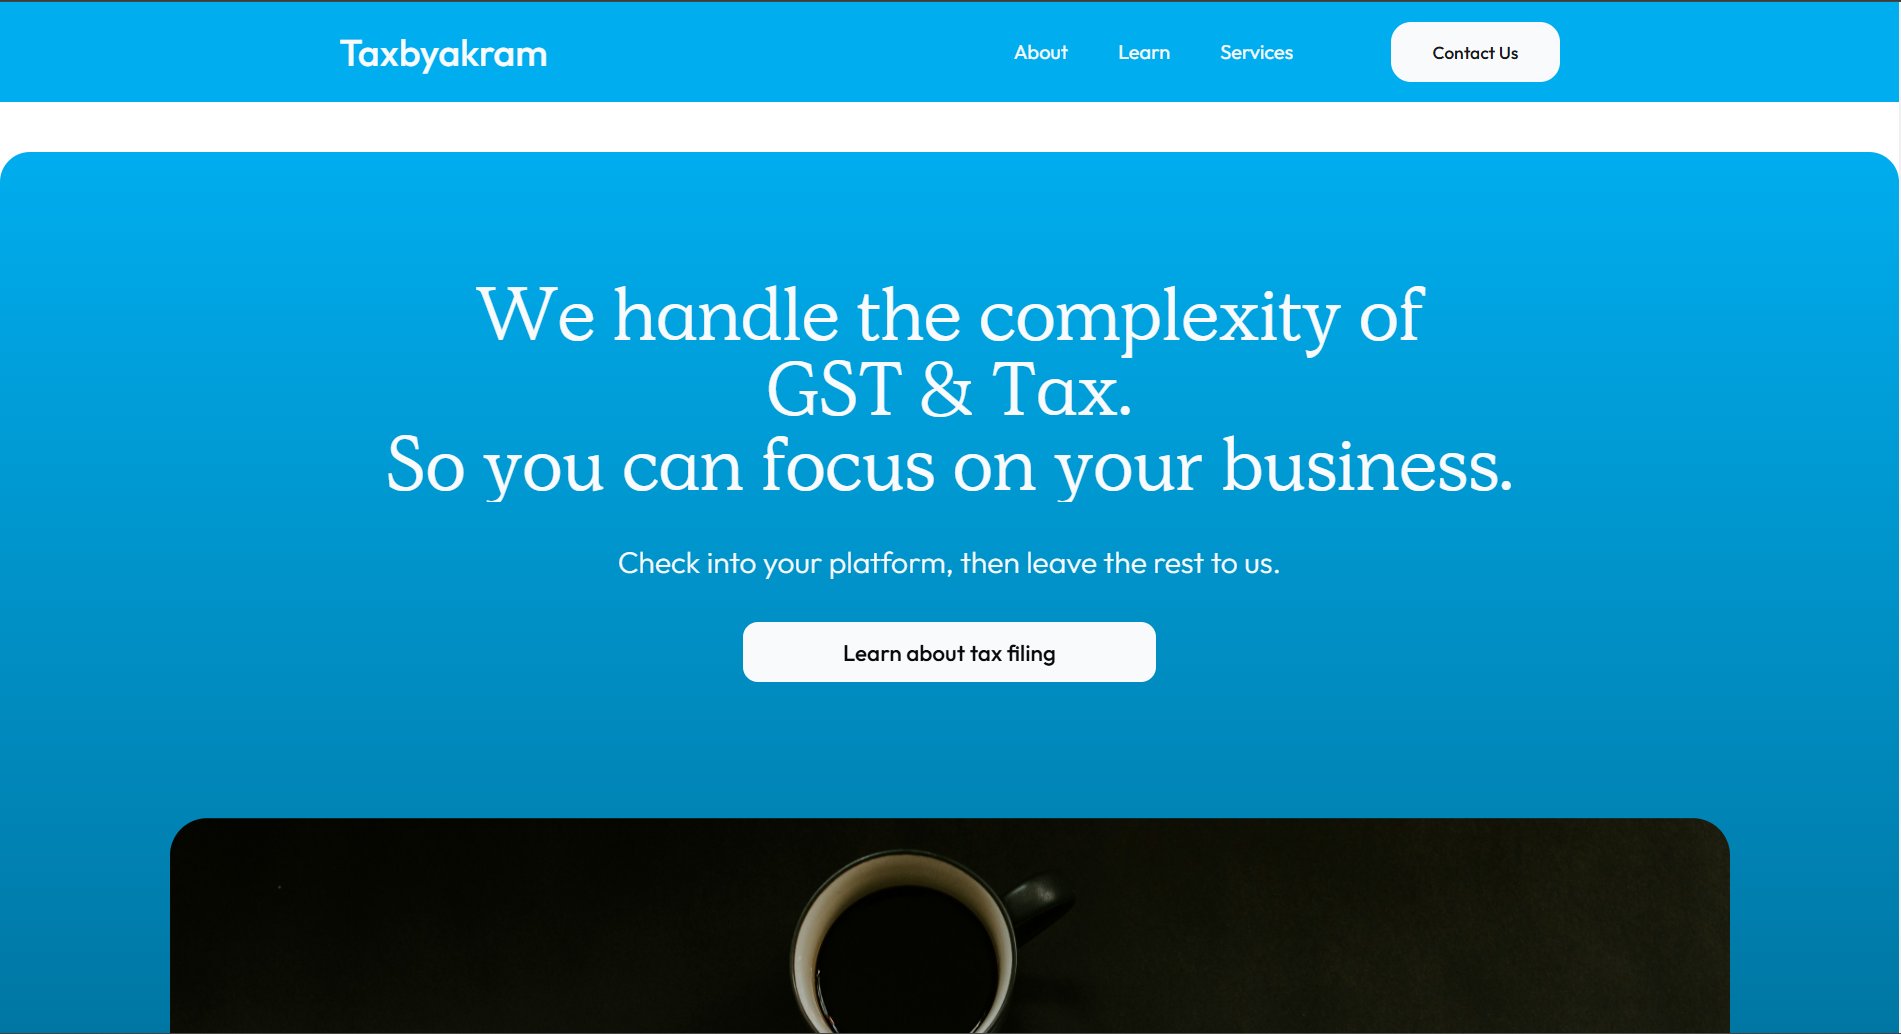 Taxbyakram
About
Learn
Services
Contact Us
We handle the complexity of
GST & Tax.
So you can focus on your business.
Check into your platform, then leave the rest to us.
Learn about tax filing